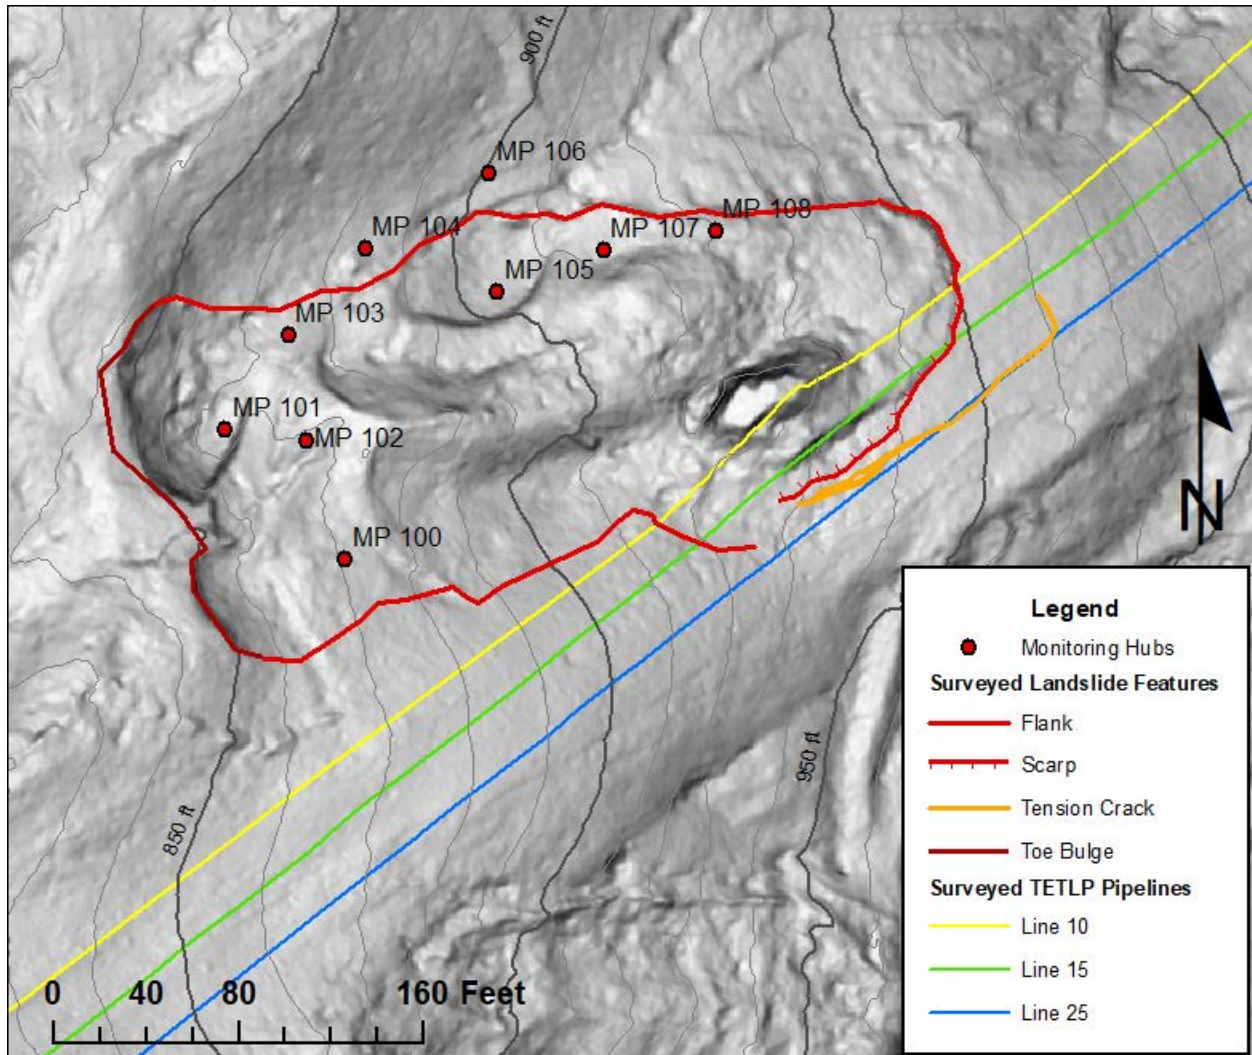 900 ft
MP 106
MP 104
MP 108
MP 107
MP 105
MP 103
MP 101
MP 102
MP 100
N
950 ft
850 ft
0 40 80 160 Feet
Legend
Monitoring Hubs
Surveyed Landslide Features
Flank
Scarp
Tension Crack
Toe Bulge
Surveyed TETLP Pipelines
Line 10
Line 15
Line 25